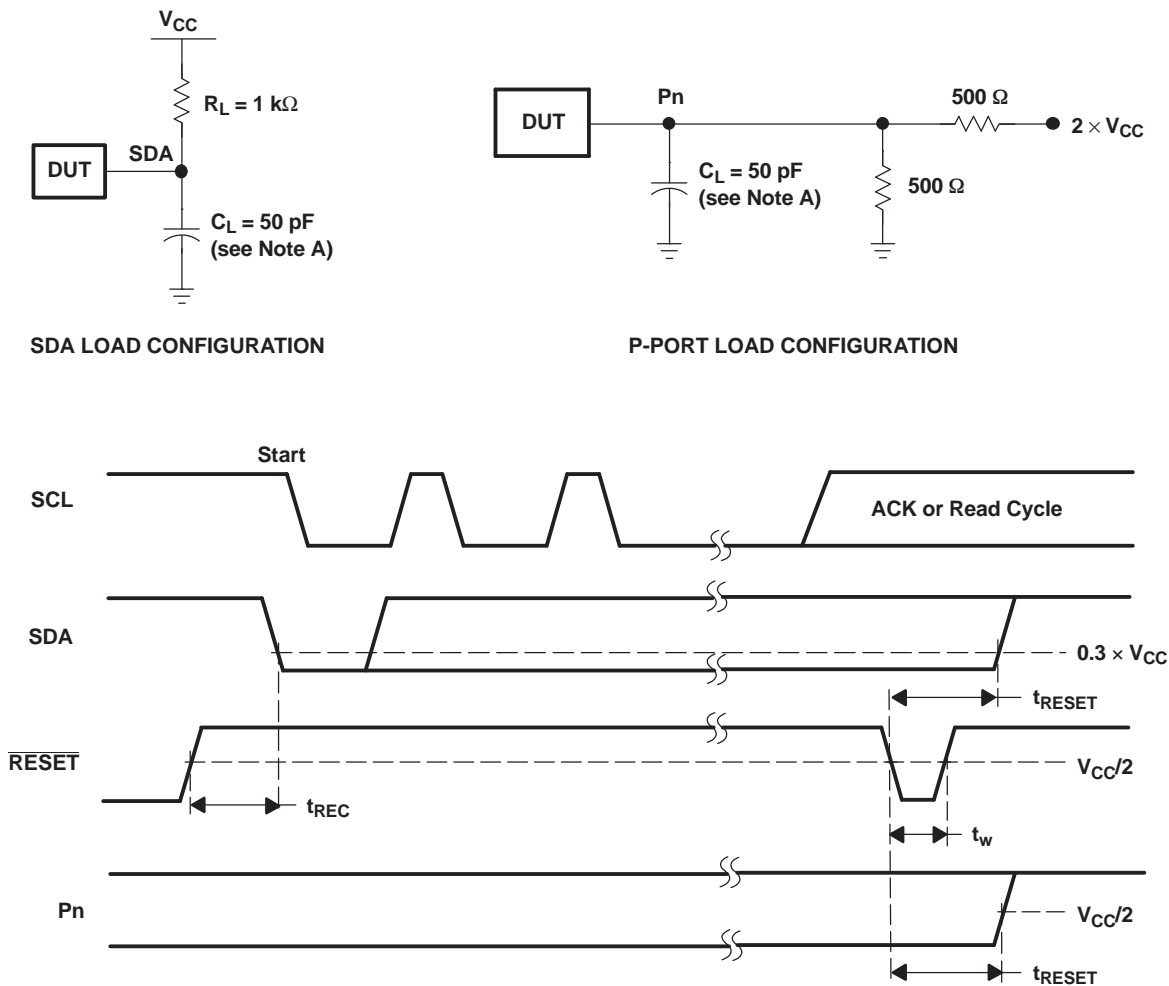 VCC
RL = 1 kΩ
SDA
DUT
CL = 50 pF
(see Note A)
SDA LOAD CONFIGURATION
DUT
Pn
500 Ω
2 × VCC
CL = 50 pF
(see Note A)
500 Ω
P-PORT LOAD CONFIGURATION
Start
SCL
ACK or Read Cycle
SDA
0.3 × VCC
tRESET
RESET
VCC/2
tREC
tw
Pn
VCC/2
tRESET